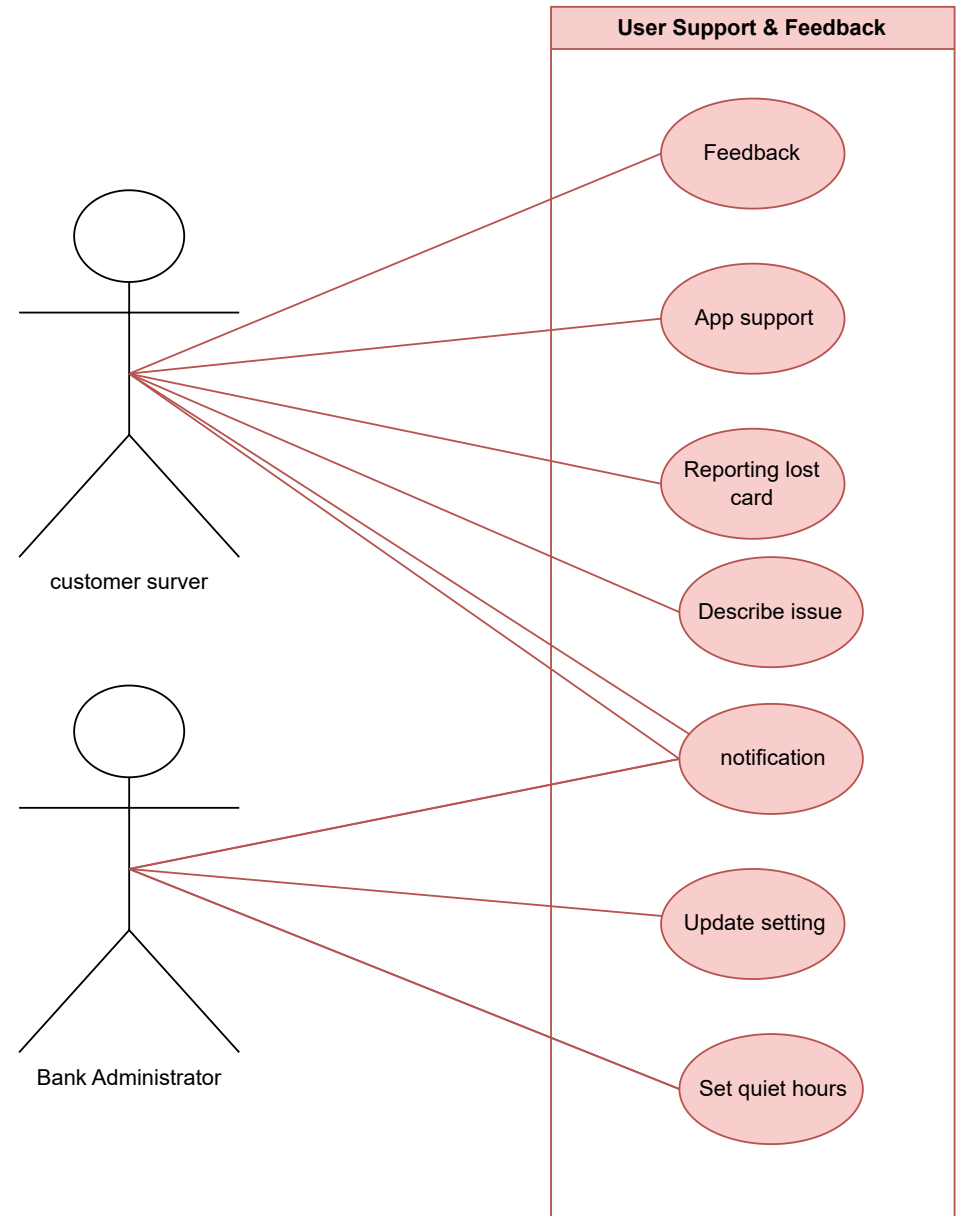 User Support & Feedback
Feedback
App support
Reporting lost
card
customer surver
Describe issue
notification
Update setting
Bank Administrator
Set quiet hours